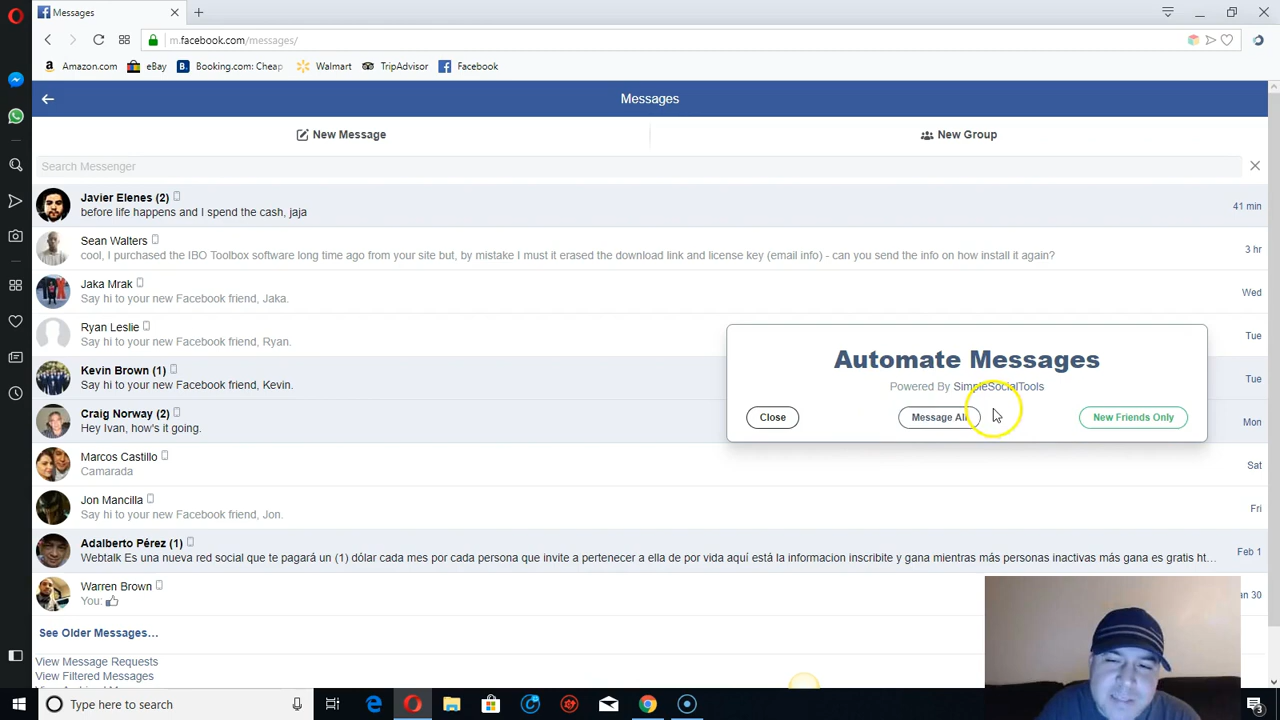 Messages
m.facebook.com/messages/
Amazon.com eBay Booking.com: Cheap Walmart TripAdvisor Facebook
Messages
New Message New Group
Search Messenger
Javier Elenes (2)
before life happens and I spend the cash, jaja
41 min
Sean Walters
cool, I purchased the IBO Toolbox software long time ago from your site but, by mistake I must it erased the download link and license key (email info) - can you send the info on how install it again?
3 hr
Jaka Mrak
Say hi to your new Facebook friend, Jaka.
Wed
Ryan Leslie
Say hi to your new Facebook friend, Ryan.
Tue
Kevin Brown (1)
Say hi to your new Facebook friend, Kevin.
Tue
Craig Norway (2)
Hey Ivan, how's it going.
Mon
Marcos Castillo
Camarada
Sat
Jon Mancilla
Say hi to your new Facebook friend, Jon.
Fri
Adalberto Pérez (1)
Webtalk Es una nueva red social que te pagará un (1) dólar cada mes por cada persona que invite a pertenecer a ella de por vida aquí está la informacion inscribite y gana mientras más personas inactivas más gana es gratis ht...
Feb 1
Warren Brown
You:
an 30
See Older Messages...
View Message Requests
View Filtered Messages
Automate Messages
Powered By SimpleSocialTools
Close Message All New Friends Only
Type here to search